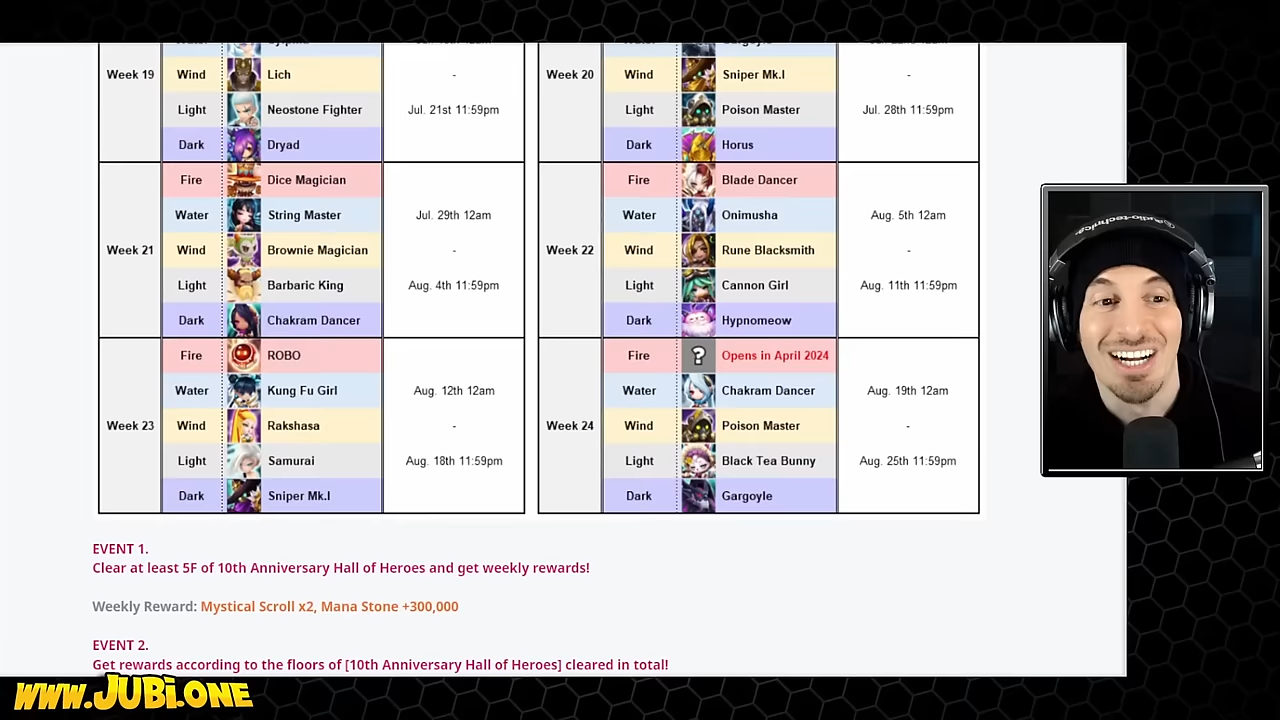 Week 19
Wind Lich
Light Neostone Fighter
Dark Dryad
-
Jul. 21st 11:59pm
Week 20
Wind Sniper Mk.I
Light Poison Master
Dark Horus
-
Jul. 28th 11:59pm
Week 21
Fire Dice Magician
Water String Master
Wind Brownie Magician
Light Barbaric King
Dark Chakram Dancer
Jul. 29th 12am
-
Aug. 4th 11:59pm
Week 22
Fire Blade Dancer
Water Onimusha
Wind Rune Blacksmith
Light Cannon Girl
Dark Hypnomeow
Aug. 5th 12am
-
Aug. 11th 11:59pm
Week 23
Fire ROBO
Water Kung Fu Girl
Wind Rakshasa
Light Samurai
Dark Sniper Mk.I
Aug. 12th 12am
-
Aug. 18th 11:59pm
Week 24
Fire ? Opens in April 2024
Water Chakram Dancer
Wind Poison Master
Light Black Tea Bunny
Dark Gargoyle
Aug. 19th 12am
-
Aug. 25th 11:59pm
EVENT 1.
Clear at least 5F of 10th Anniversary Hall of Heroes and get weekly rewards!
Weekly Reward: Mystical Scroll x2, Mana Stone +300,000
EVENT 2.
Get rewards according to the floors of [10th Anniversary Hall of Heroes] cleared in total!
audio-technica
www.JUBI.ONE